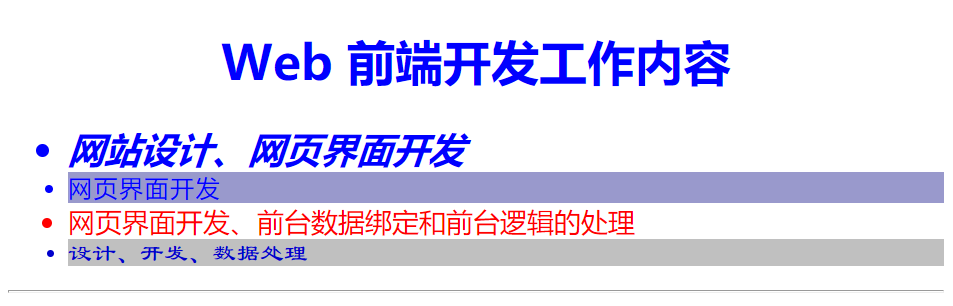 Web 前端开发工作内容
网站设计、网页界面开发
网页界面开发
网页界面开发、前台数据绑定和前台逻辑的处理
设计、开发、数据处理